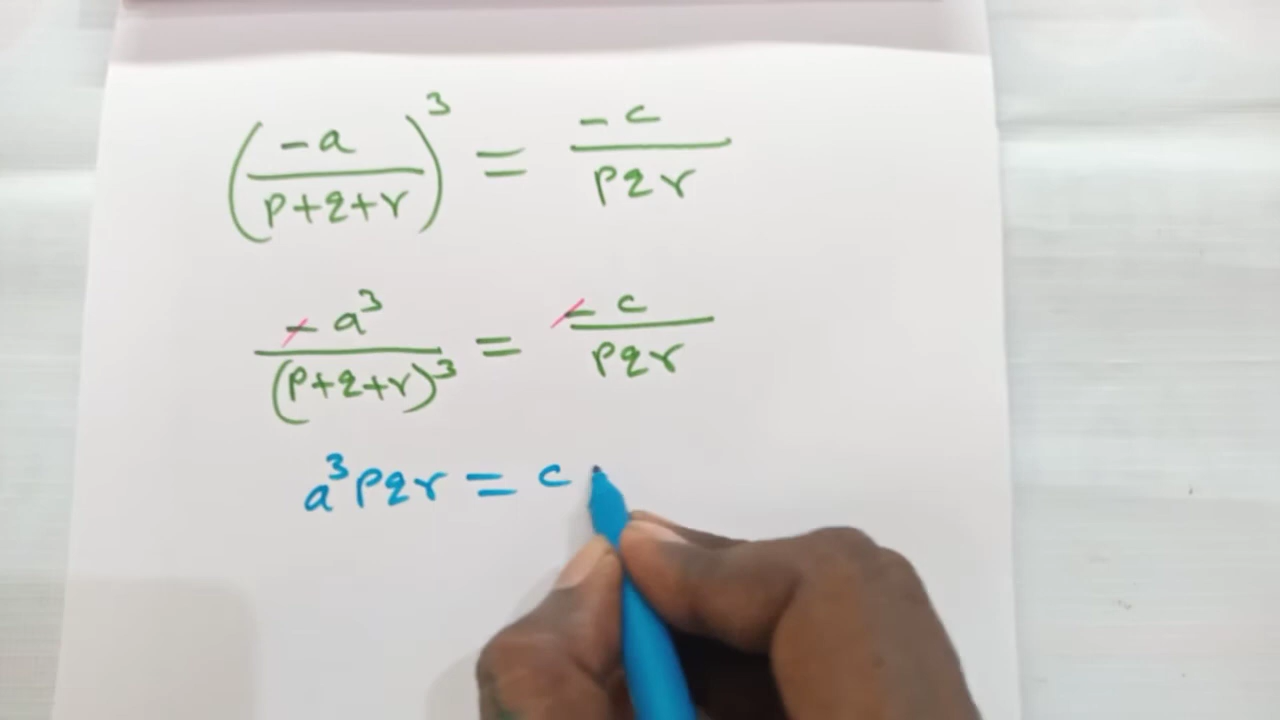 (-a / p+q+r)³ = -c / pqr
-a³ / (p+q+r)³ = -c / pqr
a³pqr = c